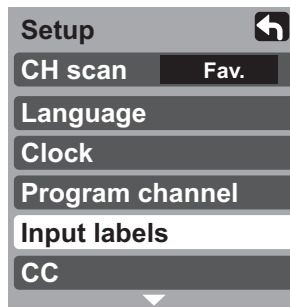 Setup
CH scan Fav.
Language
Clock
Program channel
Input labels
CC